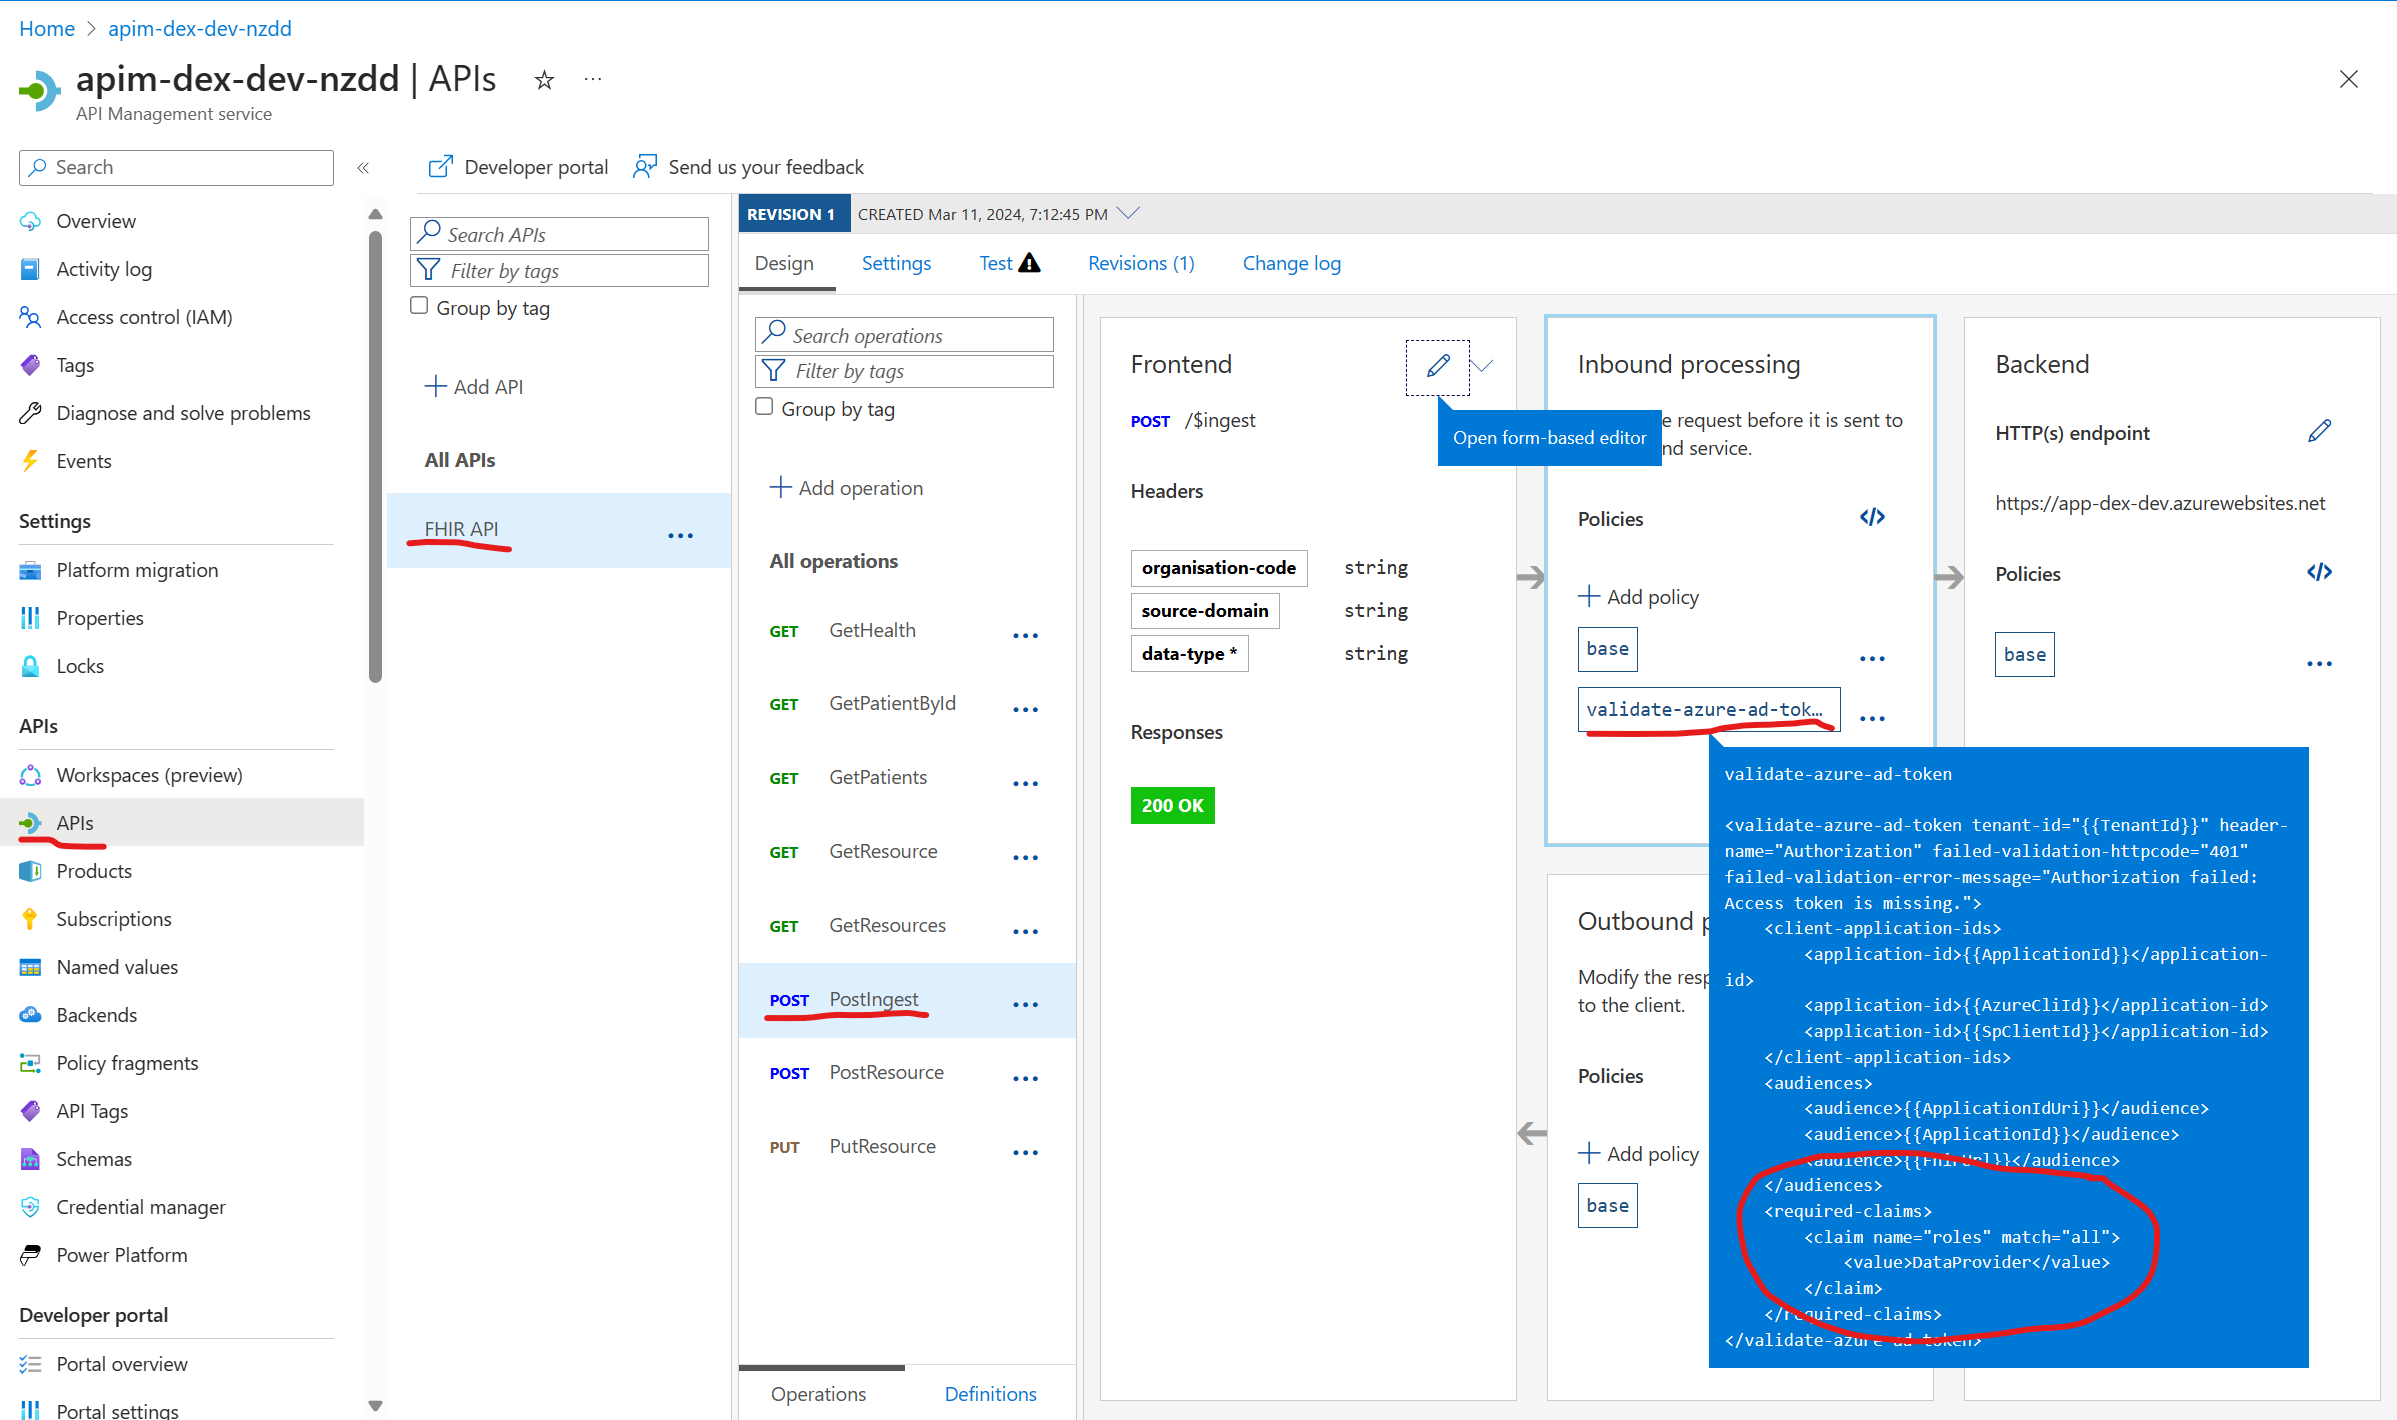 Home > apim-dex-dev-nzdd
apim-dex-dev-nzdd | APIs
API Management service
Search
Overview
Activity log
Access control (IAM)
Tags
Diagnose and solve problems
Events
Settings
Platform migration
Properties
Locks
APIs
Workspaces (preview)
APIs
Products
Subscriptions
Named values
Backends
Policy fragments
API Tags
Schemas
Credential manager
Power Platform
Developer portal
Portal overview
Portal settings
Developer portal
Send us your feedback
Search APIs
Filter by tags
Group by tag
Add API
All APIs
FHIR API
REVISION 1
CREATED Mar 11, 2024, 7:12:45 PM
Design
Settings
Test
Revisions (1)
Change log
Search operations
Filter by tags
Group by tag
Add operation
All operations
GET GetHealth
GET GetPatientById
GET GetPatients
GET GetResource
GET GetResources
POST PostIngest
POST PostResource
PUT PutResource
Operations
Definitions
Frontend
POST /$ingest
Open form-based editor
Headers
organisation-code string
source-domain string
data-type * string
Responses
200 OK
Inbound processing
e request before it is sent to
nd service.
Policies
</>
Add policy
base
validate-azure-ad-tok...
Backend
HTTP(s) endpoint
https://app-dex-dev.azurewebsites.net
Policies
</>
base
Outbound p
Modify the resp
to the client.
Policies
Add policy
base
validate-azure-ad-token
<validate-azure-ad-token tenant-id="{{TenantId}}" header-
name="Authorization" failed-validation-httpcode="401"
failed-validation-error-message="Authorization failed:
Access token is missing.">
<client-application-ids>
<application-id>{{ApplicationId}}</application-
id>
<application-id>{{AzureCliId}}</application-id>
<application-id>{{SpClientId}}</application-id>
</client-application-ids>
<audiences>
<audience>{{ApplicationIdUri}}</audience>
<audience>{{ApplicationId}}</audience>
<audience>{{FhirUrl}}</audience>
</audiences>
<required-claims>
<claim name="roles" match="all">
<value>DataProvider</value>
</claim>
</required-claims>
</validate-azure-ad-token>